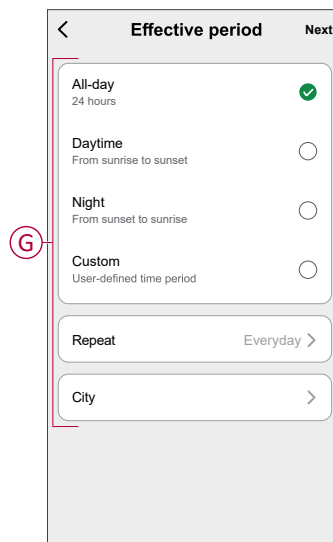 Effective period Next
All-day
24 hours
Daytime
From sunrise to sunset
Night
From sunset to sunrise
G
Custom
User-defined time period
Repeat Everyday
City